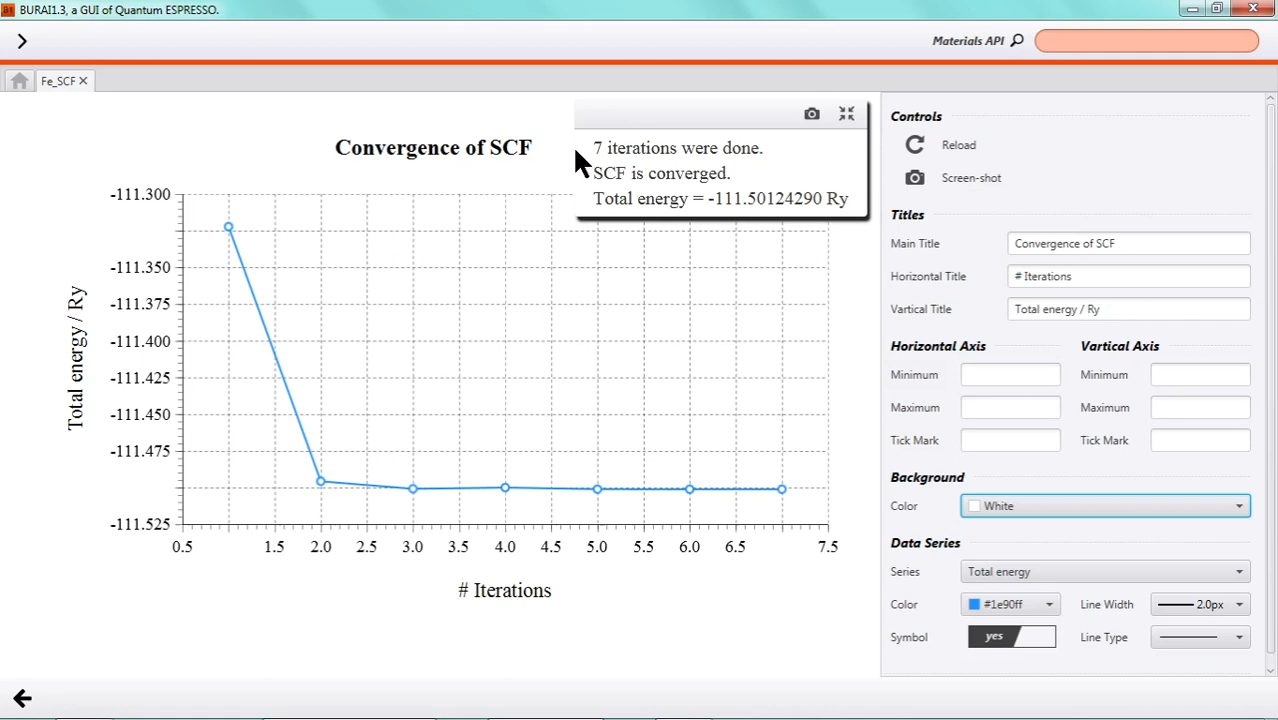 BURAI1.3, a GUI of Quantum ESPRESSO.
Materials API
Fe_SCF
Convergence of SCF
7 iterations were done.
SCF is converged.
Total energy = -111.50124290 Ry
-111.300
-111.350
-111.375
-111.400
-111.425
-111.450
-111.475
-111.525
Total energy / Ry
0.5 1.5 2.0 2.5 3.0 3.5 4.0 4.5 5.0 5.5 6.0 6.5 7.5
# Iterations
Controls
Reload
Screen-shot
Titles
Main Title Convergence of SCF
Horizontal Title # Iterations
Vartical Title Total energy / Ry
Horizontal Axis Vartical Axis
Minimum Minimum
Maximum Maximum
Tick Mark Tick Mark
Background
Color White
Data Series
Series Total energy
Color #1e90ff Line Width 2.0px
Symbol yes Line Type